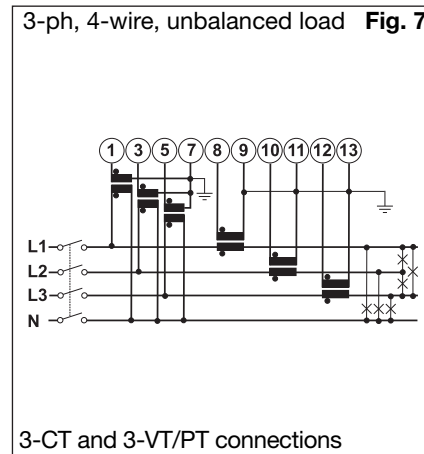 3-ph, 4-wire, unbalanced load Fig. 7
1 3 5 7 8 9 10 11 12 13
L1
L2
L3
N
3-CT and 3-VT/PT connections